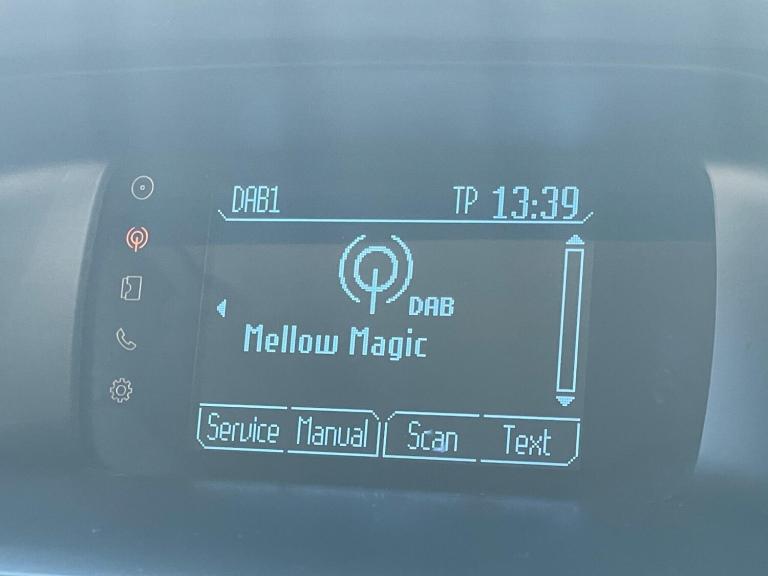 DAB1 TP 13:39
DAB
Mellow Magic
Service Manual Scan Text